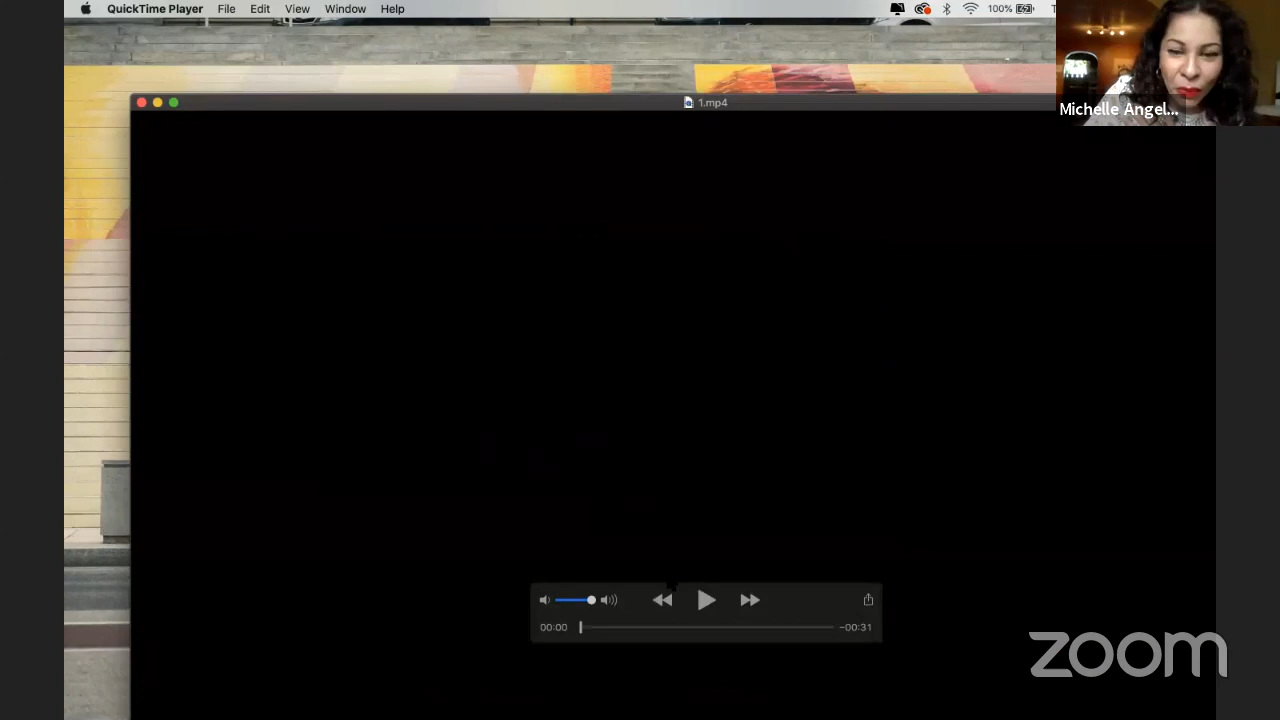 QuickTime Player File Edit View Window Help 100%
1.mp4
Michelle Angel...
00:00 -00:31
zoom